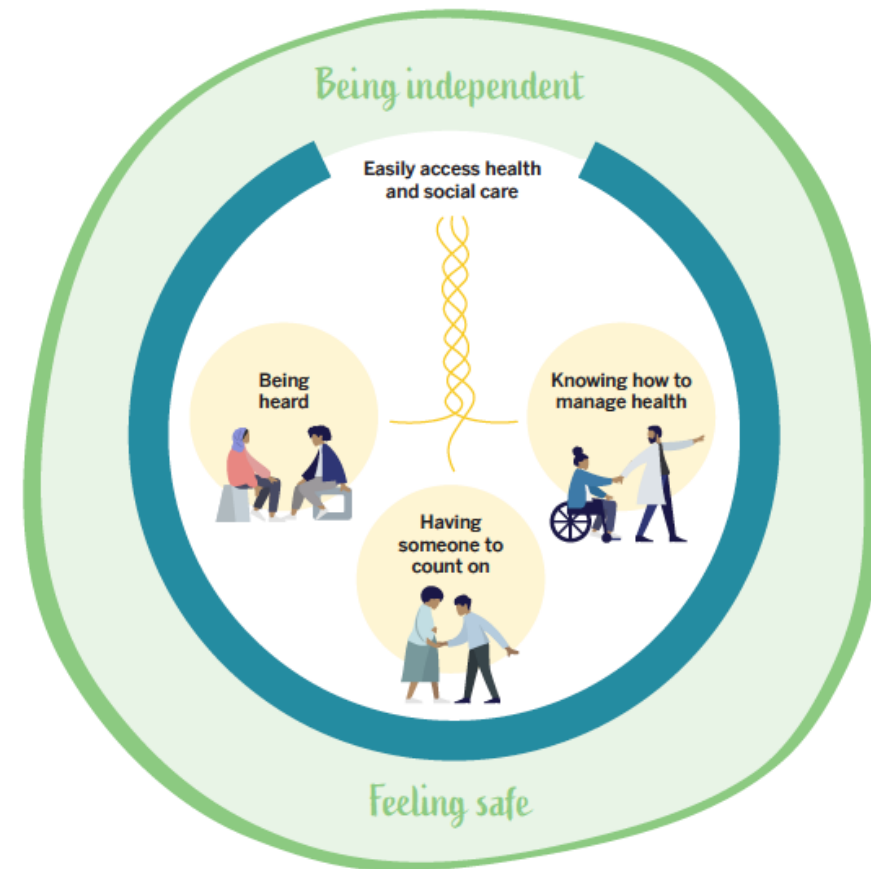 Being independent
Easily access health
and social care
Being
heard
Knowing how to
manage health
Having
someone to
count on
Feeling safe